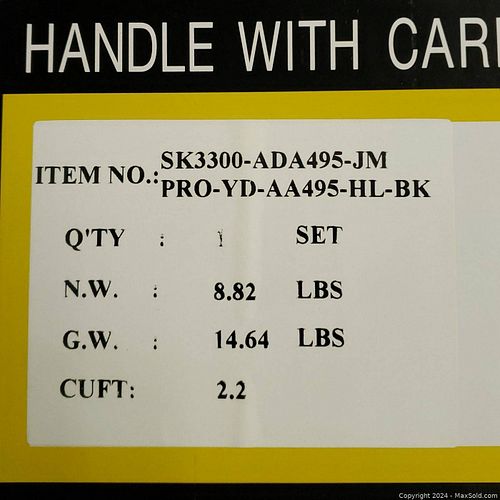 HANDLE WITH CAR
ITEM NO.: SK3300-ADA495-JM
PRO-YD-AA495-HL-BK
Q'TY : 1 SET
N.W. : 8.82 LBS
G.W. : 14.64 LBS
CUFT: 2.2
Copyright 2024 - MaxSold.com